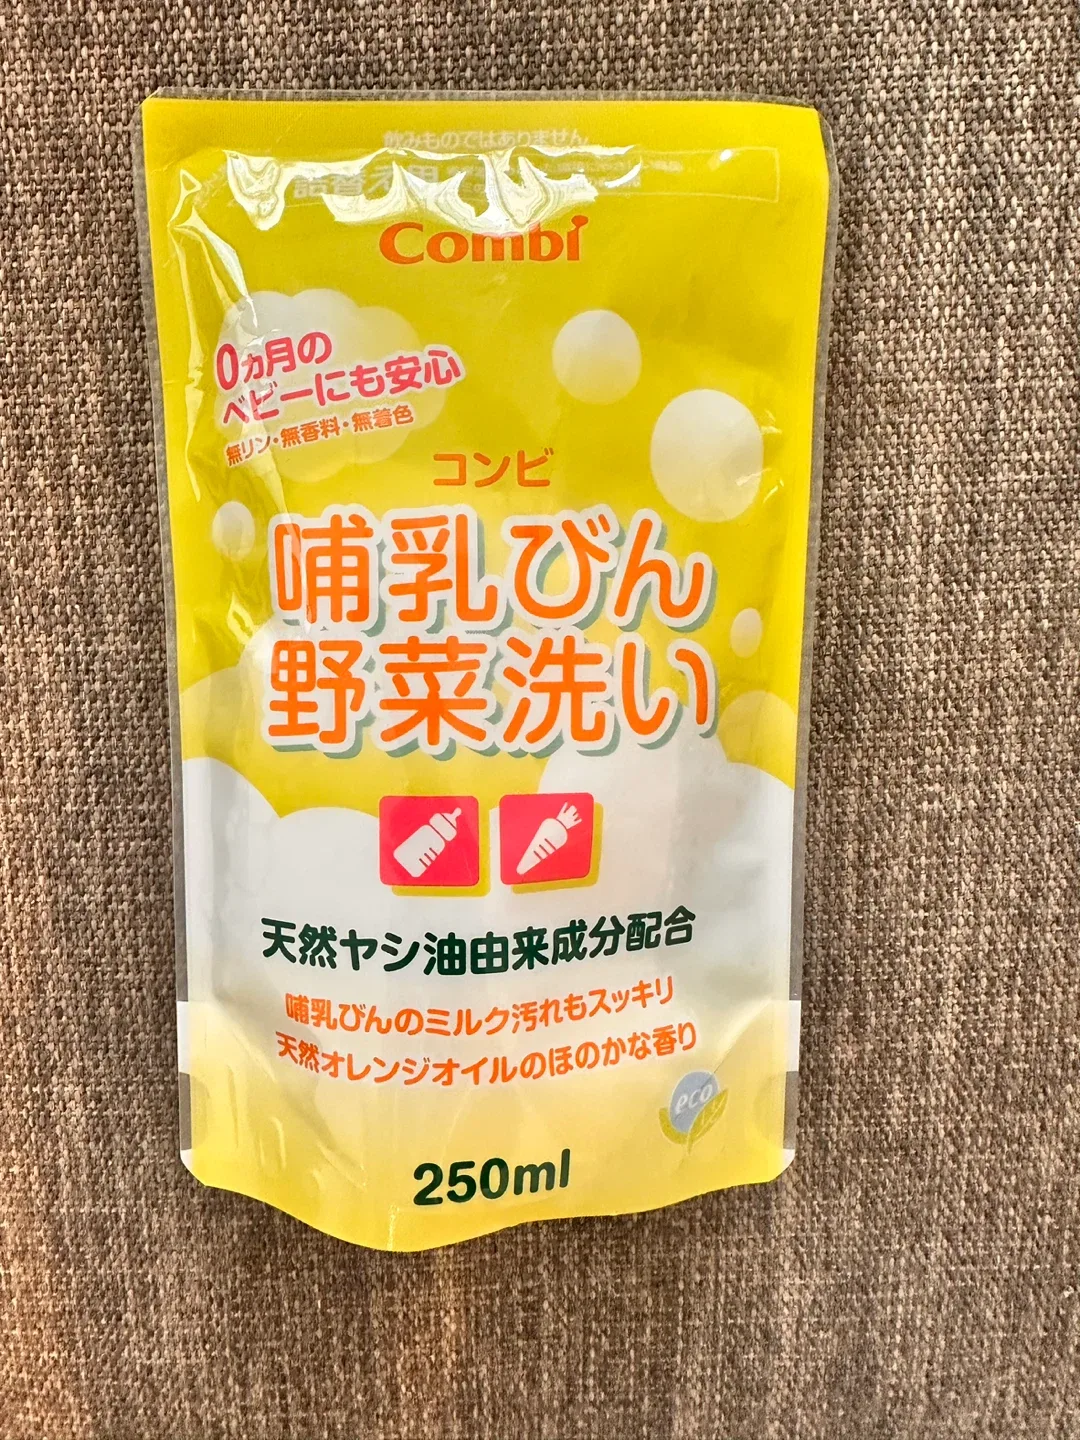 飲みものではありません
詰替え用
Combi
0ヵ月の
ベビーにも安心
無リン・無香料・無着色
コンビ
哺乳びん
野菜洗い
天然ヤシ油由来成分配合
哺乳びんのミルク汚れもスッキリ
天然オレンジオイルのほのかな香り
eco
250ml